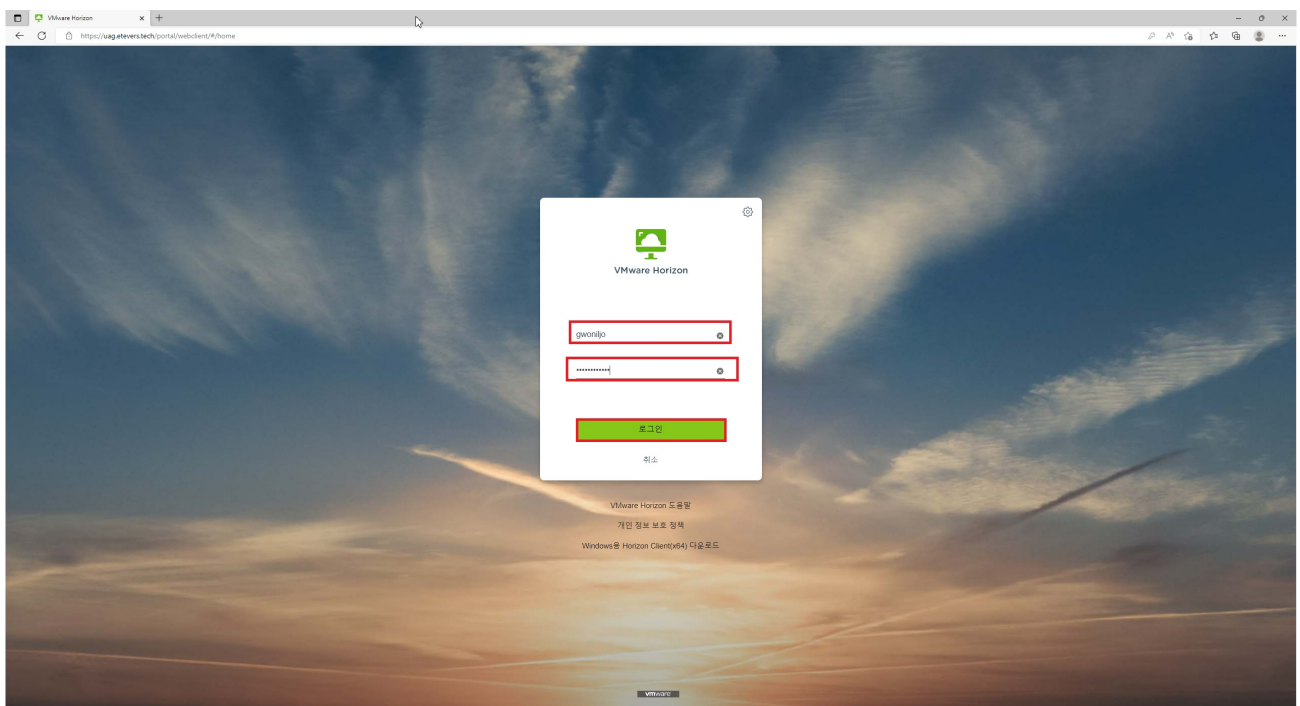 VMware Horizon
https://uag.etevers.tech/portal/webclient/#/home
VMware Horizon
gwoniljo
••••••••••••
로그인
취소
VMware Horizon 도움말
개인 정보 보호 정책
Windows용 Horizon Client(x64) 다운로드
vmware